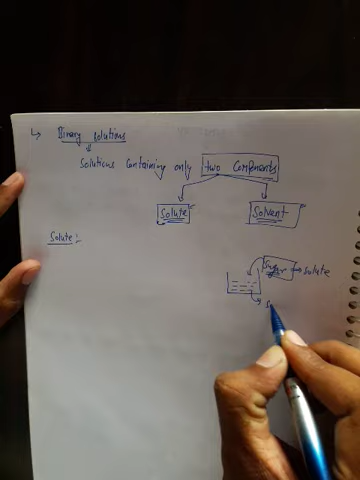 ↳ Binary solutions
↓
Solutions Containing only two Components
Solute Solvent
Solute :-
Sugar → solute